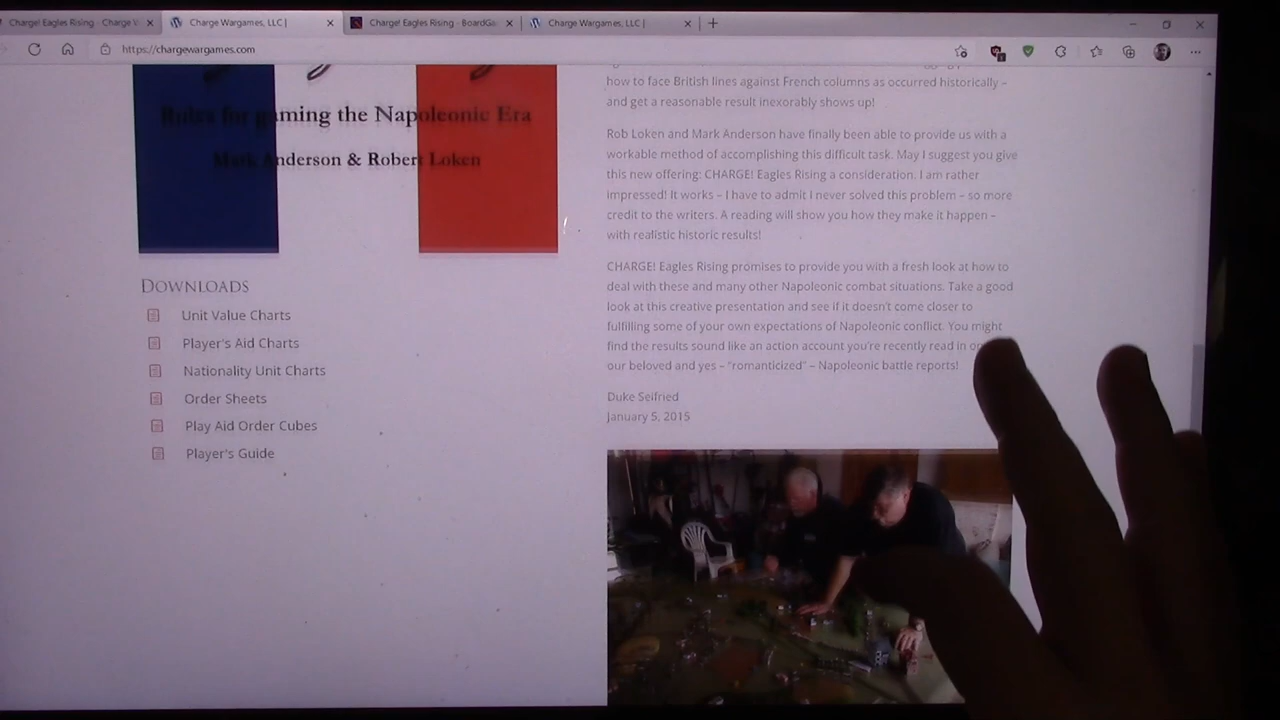 Charge! Eagles Rising - Charge W
Charge Wargames, LLC |
Charge! Eagles Rising - BoardGa
Charge Wargames, LLC |
https://chargewargames.com
Rules for gaming the Napoleonic Era
Mark Anderson & Robert Loken
Downloads
Unit Value Charts
Player's Aid Charts
Nationality Unit Charts
Order Sheets
Play Aid Order Cubes
Player's Guide
how to face British lines against French columns as occurred historically –
and get a reasonable result inexorably shows up!
Rob Loken and Mark Anderson have finally been able to provide us with a
workable method of accomplishing this difficult task. May I suggest you give
this new offering: CHARGE! Eagles Rising a consideration. I am rather
impressed! It works – I have to admit I never solved this problem – so more
credit to the writers. A reading will show you how they make it happen –
with realistic historic results!
CHARGE! Eagles Rising promises to provide you with a fresh look at how to
deal with these and many other Napoleonic combat situations. Take a good
look at this creative presentation and see if it doesn't come closer to
fulfilling some of your own expectations of Napoleonic conflict. You might
find the results sound like an action account you're recently read in
our beloved and yes – "romanticized" – Napoleonic battle reports!
Duke Seifried
January 5, 2015